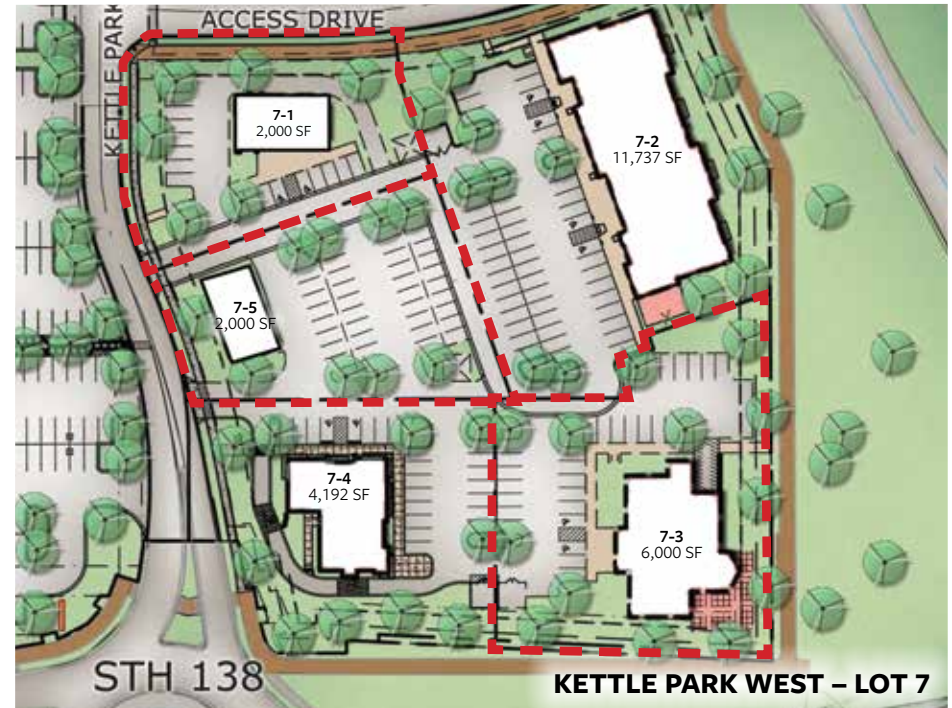 ACCESS DRIVE
KETTLE PARK
7-1
2,000 SF
7-2
11,737 SF
7-5
2,000 SF
7-4
4,192 SF
7-3
6,000 SF
STH 138
KETTLE PARK WEST – LOT 7